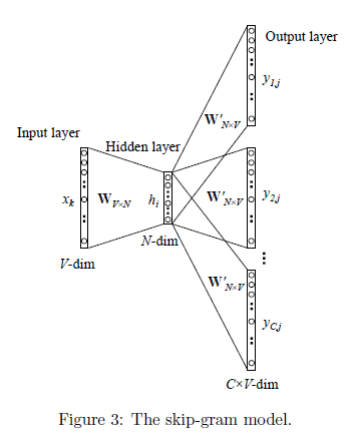 Output layer
y1,j
W'N×V
Input layer
Hidden layer
xk
WV×N
hi
W'N×V
y2,j
N-dim
V-dim
W'N×V
yC,j
C×V-dim
Figure 3: The skip-gram model.